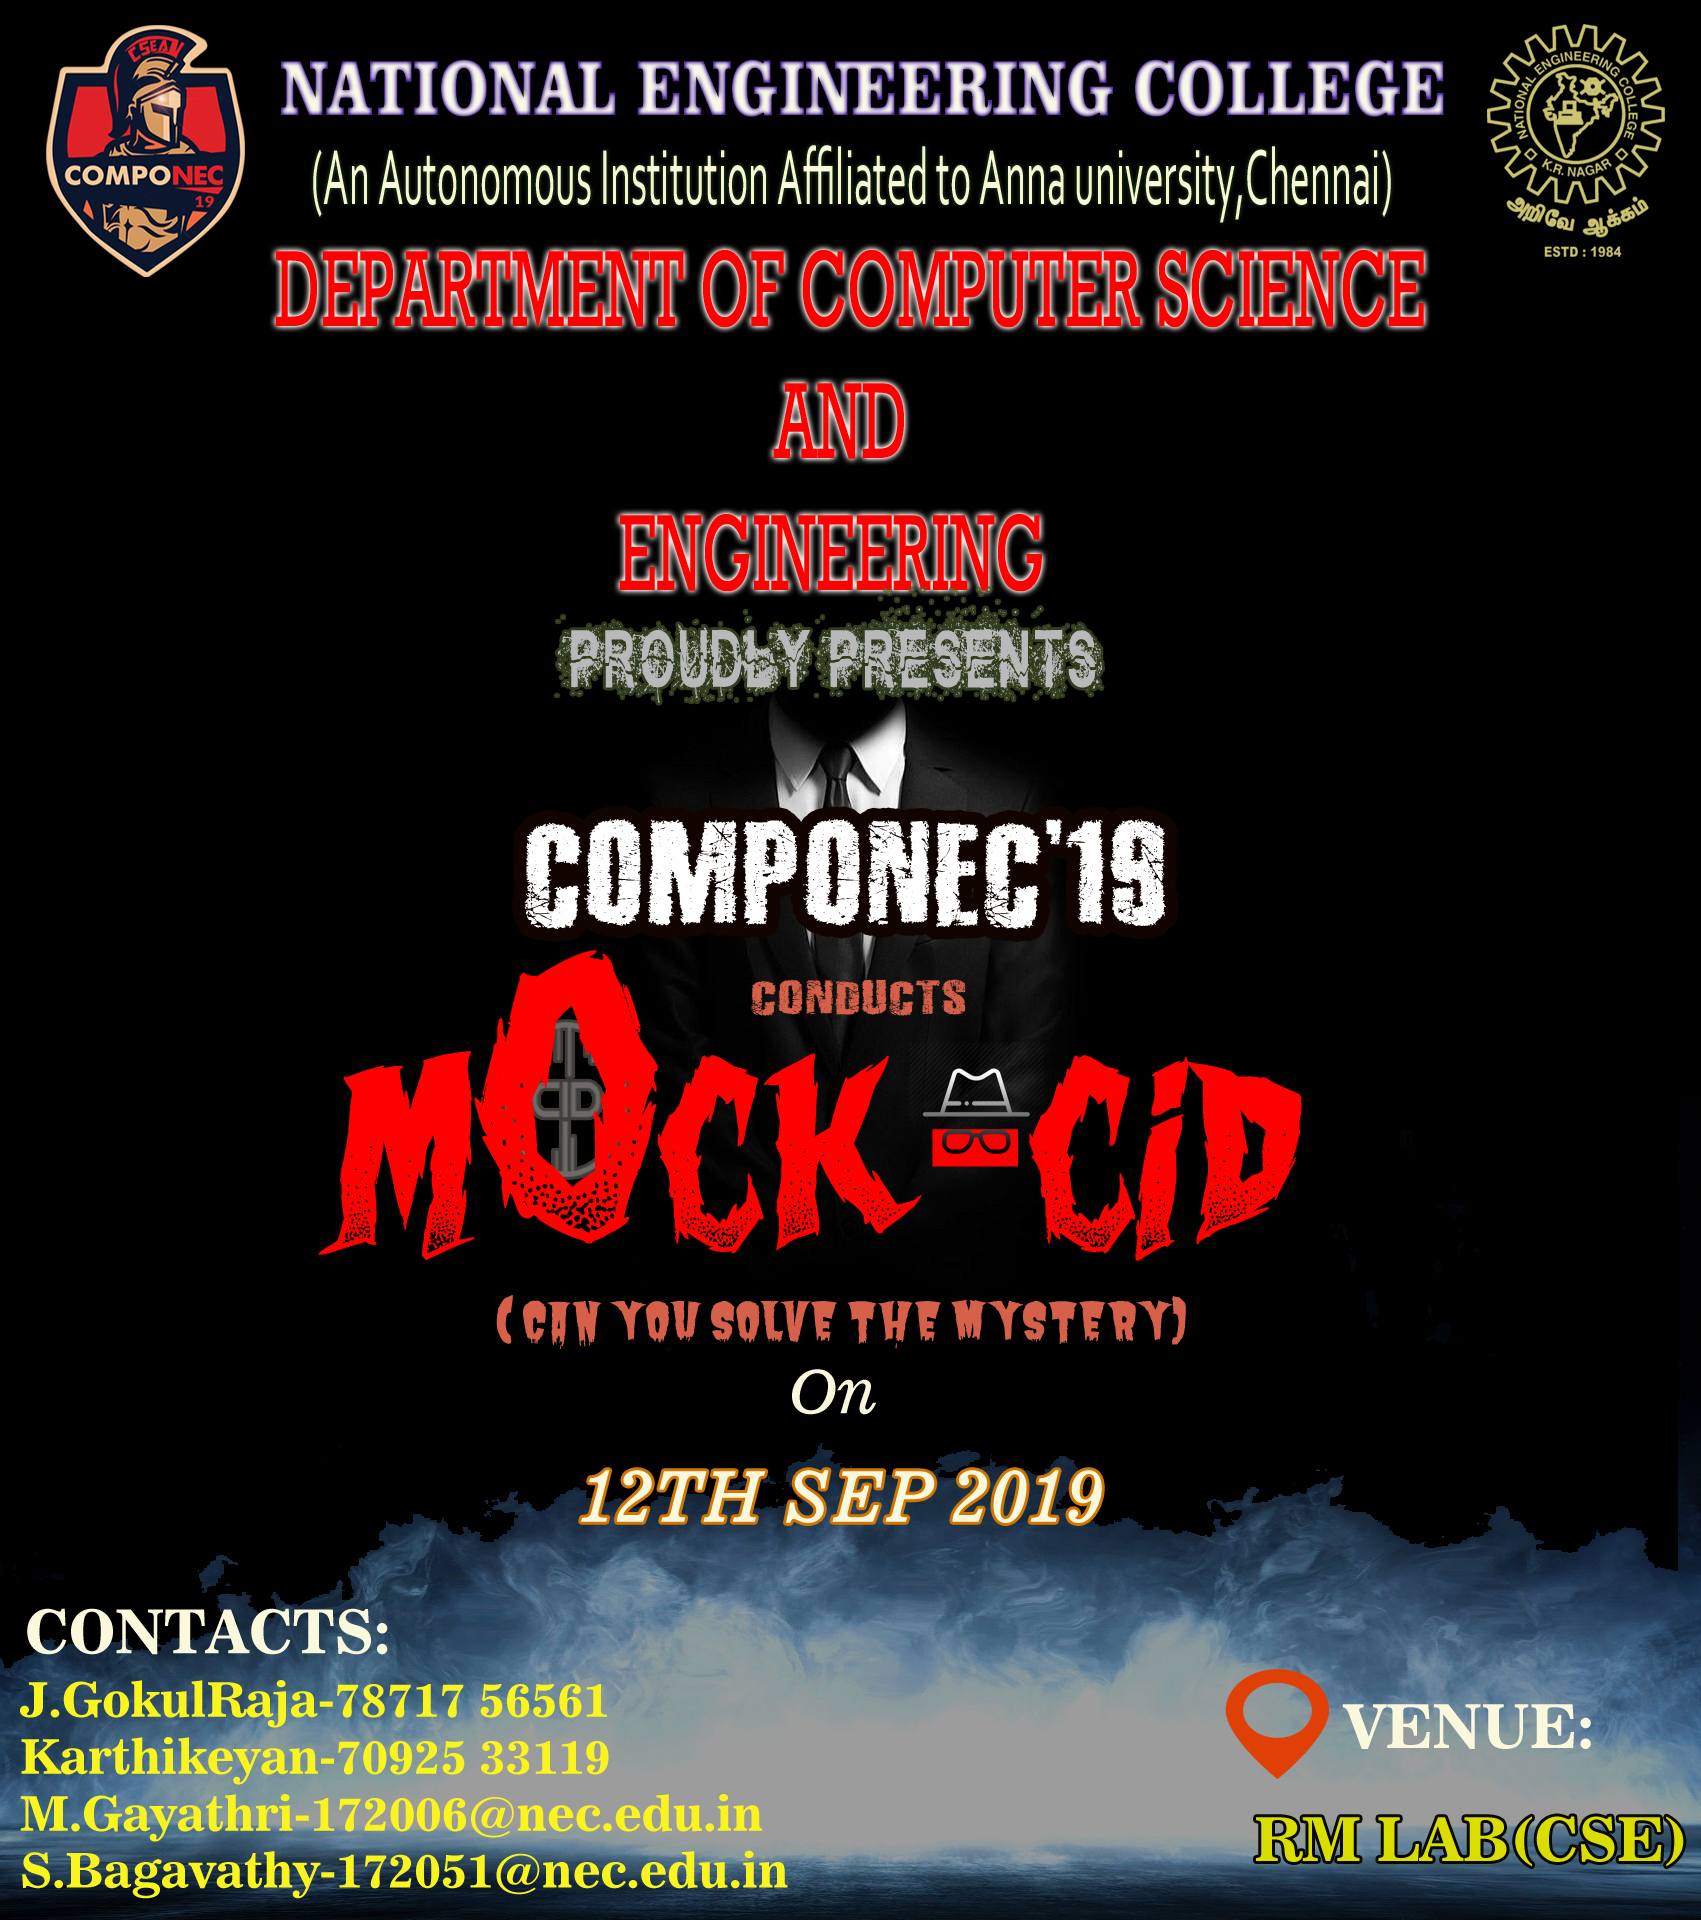 CSEAN
COMPONEC
19
NATIONAL ENGINEERING COLLEGE
(An Autonomous Institution Affiliated to Anna university,Chennai)
NATIONAL ENGINEERING COLLEGE
K.R. NAGAR
அறிவே ஆக்கம்
ESTD : 1984
DEPARTMENT OF COMPUTER SCIENCE
AND
ENGINEERING
PROUDLY PRESENTS
COMPONEC'19
CONDUCTS
MOCK CID
CID
( CAN YOU SOLVE THE MYSTERY)
On
12TH SEP 2019
CONTACTS:
J.GokulRaja-78717 56561
Karthikeyan-70925 33119
M.Gayathri-172006@nec.edu.in
S.Bagavathy-172051@nec.edu.in
VENUE:
RM LAB(CSE)